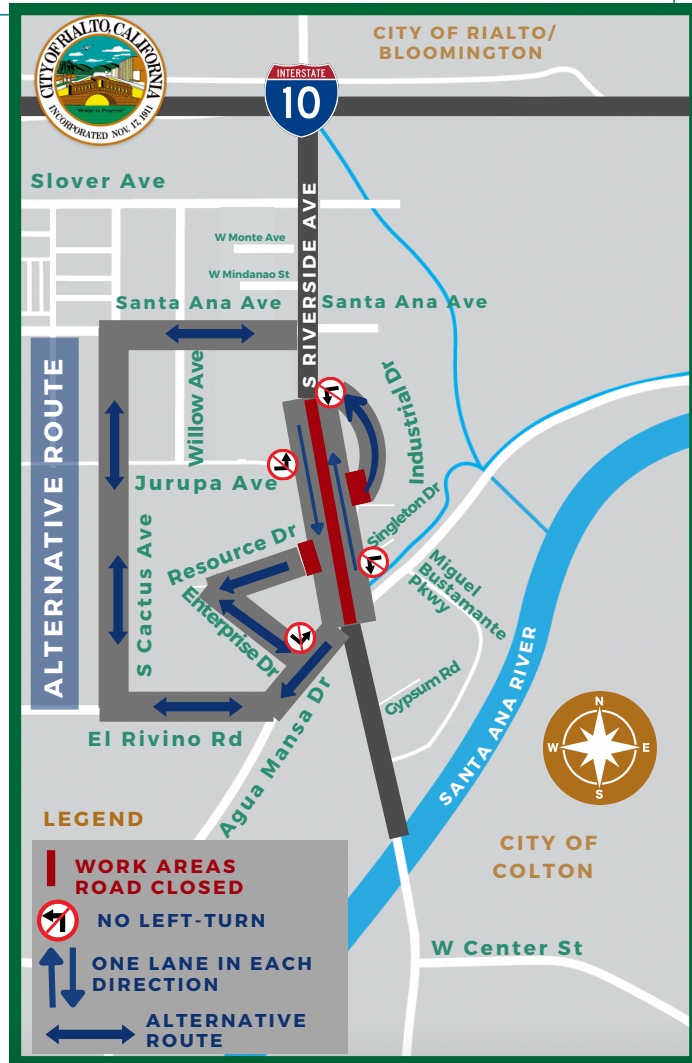 CITY OF RIALTO, CALIFORNIA
INCORPORATED NOV. 17, 1911
CITY OF RIALTO/
BLOOMINGTON
INTERSTATE
10
Slover Ave
S RIVERSIDE AVE
W Monte Ave
W Mindanao St
Santa Ana Ave
Santa Ana Ave
ALTERNATIVE ROUTE
Willow Ave
Industrial Dr
Jurupa Ave
Singleton Dr
S Cactus Ave
Resource Dr
Enterprise Dr
Miguel
Bustamante
Pkwy
Gypsum Rd
SANTA ANA RIVER
El Rivino Rd
Agua Mansa Dr
N
W
E
S
CITY OF
COLTON
W Center St
LEGEND
WORK AREAS
ROAD CLOSED
NO LEFT-TURN
ONE LANE IN EACH
DIRECTION
ALTERNATIVE
ROUTE